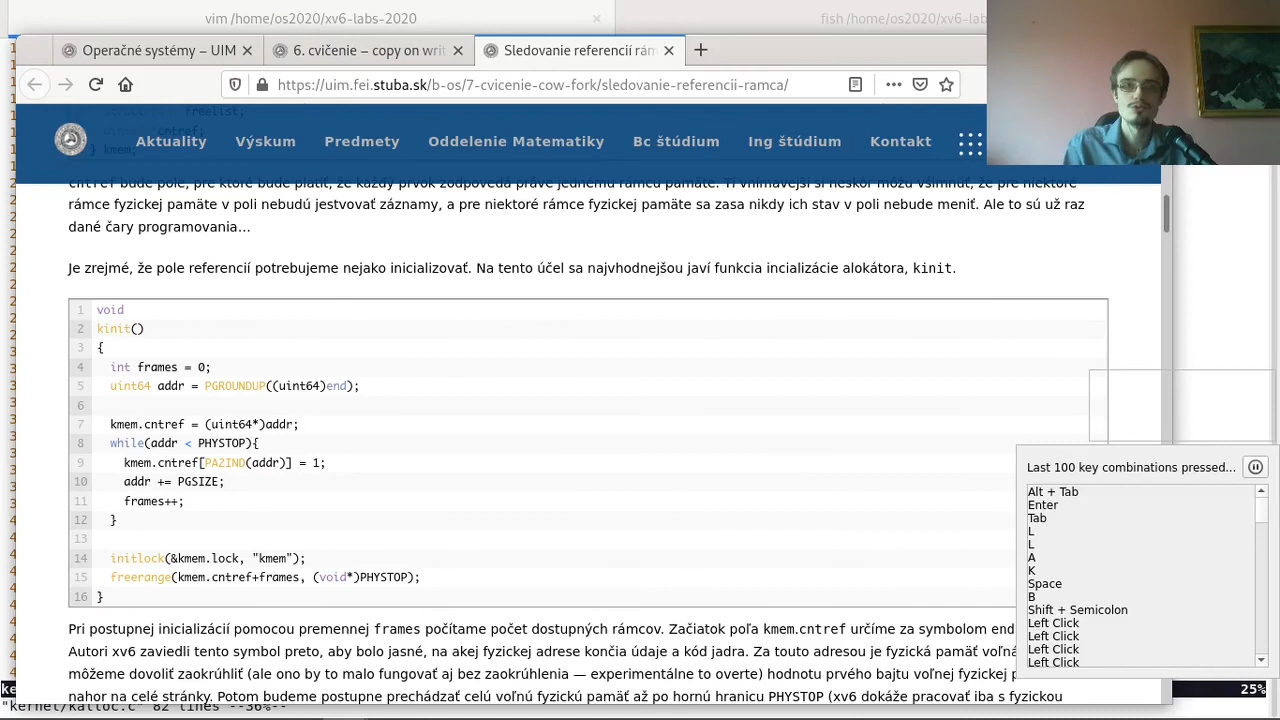 vim /home/os2020/xv6-labs-2020
fish /home/os2020/xv6-lab
Operačné systémy – UIM
6. cvičenie – copy on writ
Sledovanie referencií rám
https://uim.fei.stuba.sk/b-os/7-cvicenie-cow-fork/sledovanie-referencii-ramca/
Aktuality
Výskum
Predmety
Oddelenie Matematiky
Bc štúdium
Ing štúdium
Kontakt
} kmem;
cntref bude pole, pre ktoré bude platiť, že každý prvok zodpovedá práve jednému rámcu pamäte. Tí vnímavejší si neskôr môžu všimnúť, že pre niektoré
rámce fyzickej pamäte v poli nebudú jestvovať záznamy, a pre niektoré rámce fyzickej pamäte sa zasa nikdy ich stav v poli nebude meniť. Ale to sú už raz
dané čary programovania…
Je zrejmé, že pole referencií potrebujeme nejako inicializovať. Na tento účel sa najvhodnejšou javí funkcia incializácie alokátora, kinit.
1 void
2 kinit()
3 {
4 int frames = 0;
5 uint64 addr = PGROUNDUP((uint64)end);
6
7 kmem.cntref = (uint64*)addr;
8 while(addr < PHYSTOP){
9 kmem.cntref[PA2IND(addr)] = 1;
10 addr += PGSIZE;
11 frames++;
12 }
13
14 initlock(&kmem.lock, "kmem");
15 freerange(kmem.cntref+frames, (void*)PHYSTOP);
16 }
Pri postupnej inicializácií pomocou premennej frames počítame počet dostupných rámcov. Začiatok poľa kmem.cntref určíme za symbolom end
Autori xv6 zaviedli tento symbol preto, aby bolo jasné, na akej fyzickej adrese končia údaje a kód jadra. Za touto adresou je fyzická pamäť voľná
môžeme dovoliť zaokrúhliť (ale ono by to malo fungovať aj bez zaokrúhlenia — experimentálne to overte) hodnotu prvého bajtu voľnej fyzickej p
nahor na celé stránky. Potom budeme postupne prechádzať celú voľnú fyzickú pamäť až po hornú hranicu PHYSTOP (xv6 dokáže pracovať iba s fyzickou
Last 100 key combinations pressed...
Alt + Tab
Enter
Tab
L
L
A
K
Space
B
Shift + Semicolon
Left Click
Left Click
Left Click
Left Click
ke
25%
"kernel/kalloc.c" 82 lines --36%--